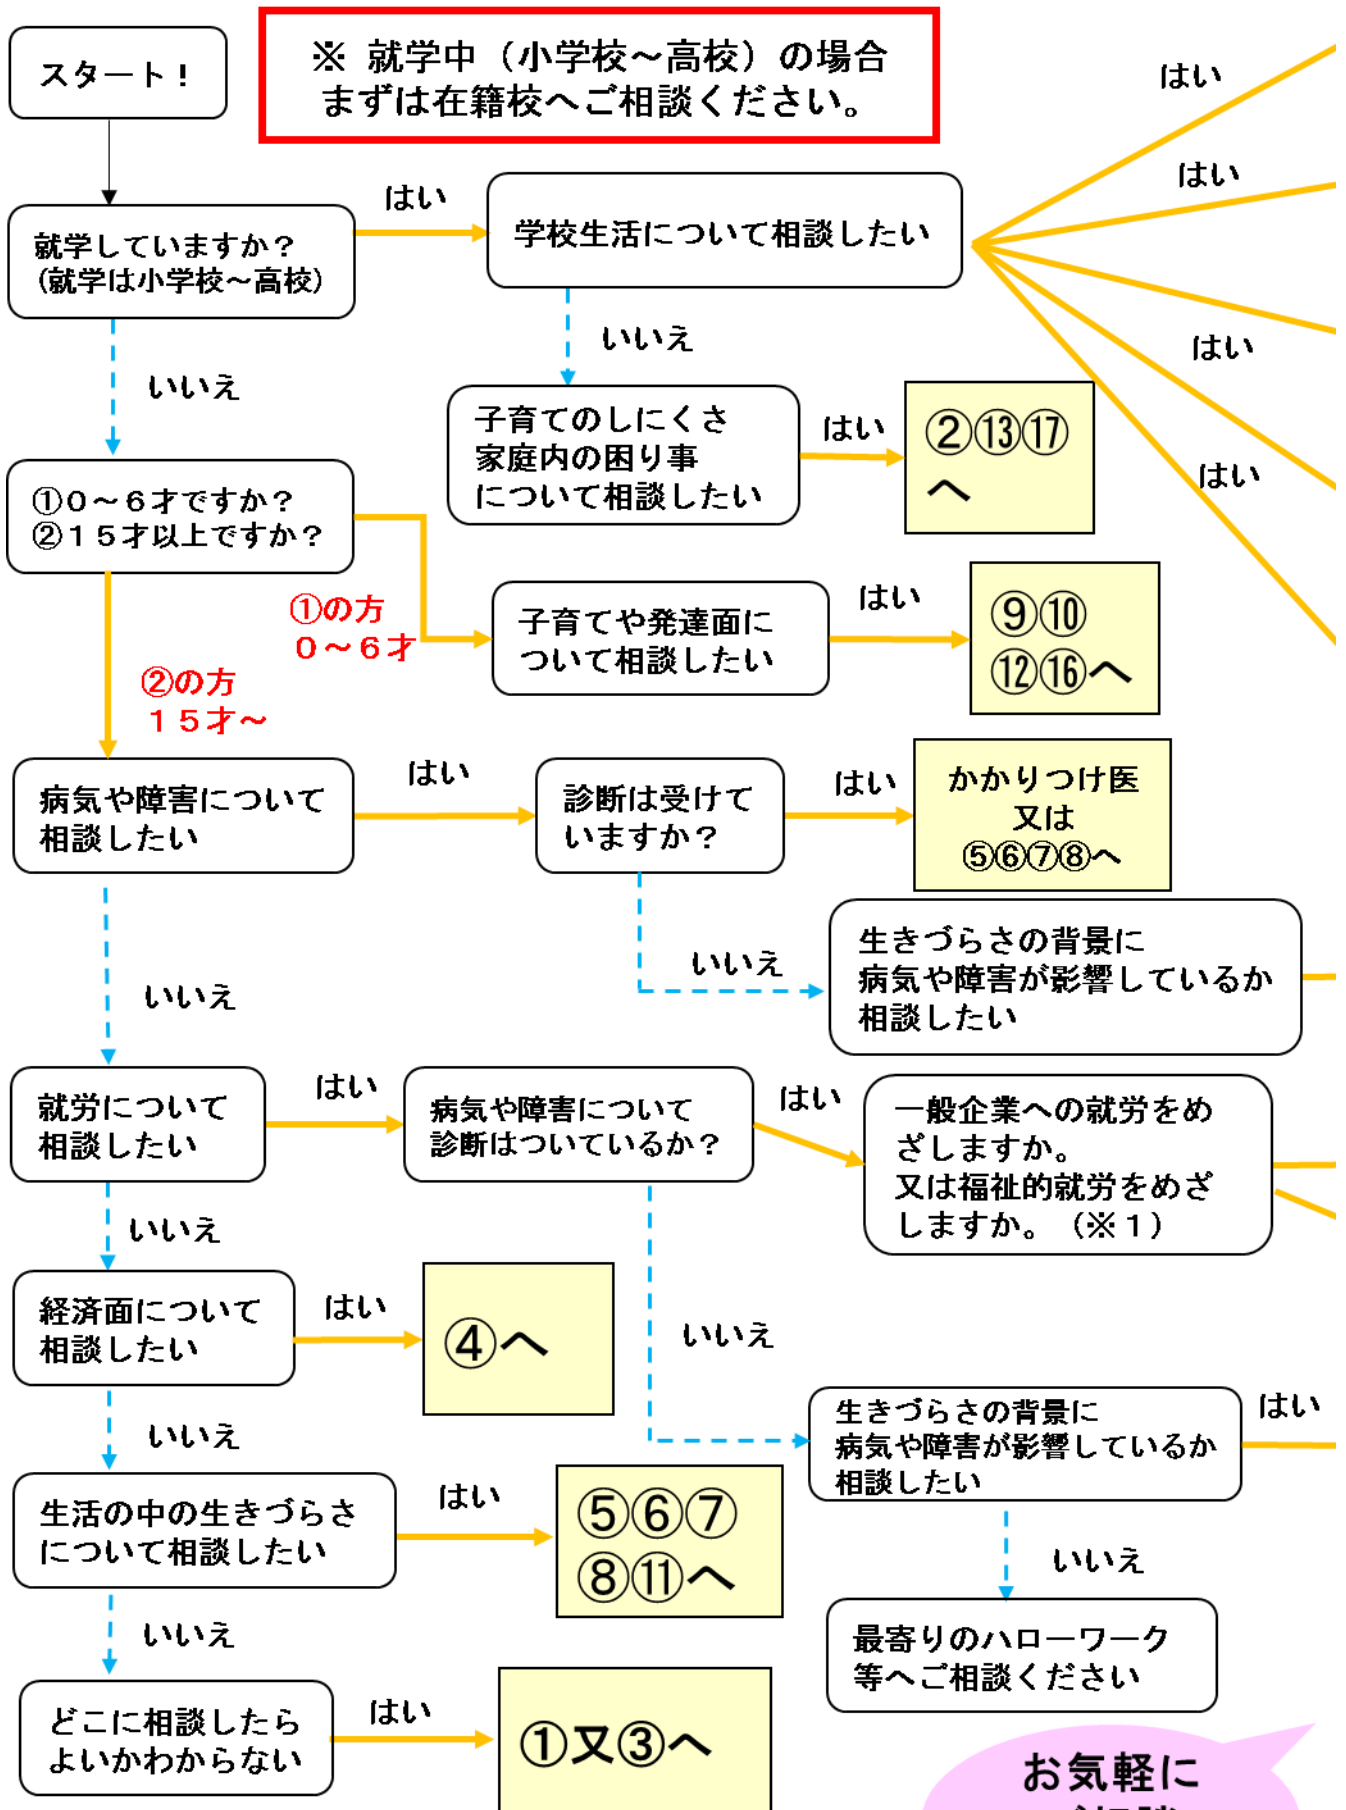 スタート！
※ 就学中（小学校～高校）の場合
まずは在籍校へご相談ください。
はい
はい
はい
はい
就学していますか？
(就学は小学校～高校)
はい
学校生活について相談したい
いいえ
いいえ
子育てのしにくさ
家庭内の困り事
について相談したい
はい
②⑬⑰
へ
①０～６才ですか？
②１５才以上ですか？
①の方
０～６才
子育てや発達面に
ついて相談したい
はい
⑨⑩
⑫⑯へ
②の方
１５才～
病気や障害について
相談したい
はい
診断は受けて
いますか？
はい
かかりつけ医
又は
⑤⑥⑦⑧へ
いいえ
生きづらさの背景に
病気や障害が影響しているか
相談したい
いいえ
就労について
相談したい
はい
病気や障害について
診断はついているか？
はい
一般企業への就労をめ
ざしますか。
又は福祉的就労をめざ
しますか。（※１）
いいえ
いいえ
経済面について
相談したい
はい
④へ
生きづらさの背景に
病気や障害が影響しているか
相談したい
はい
いいえ
最寄りのハローワーク
等へご相談ください
いいえ
生活の中の生きづらさ
について相談したい
はい
⑤⑥⑦
⑧⑪へ
いいえ
どこに相談したら
よいかわからない
はい
①又③へ
お気軽に